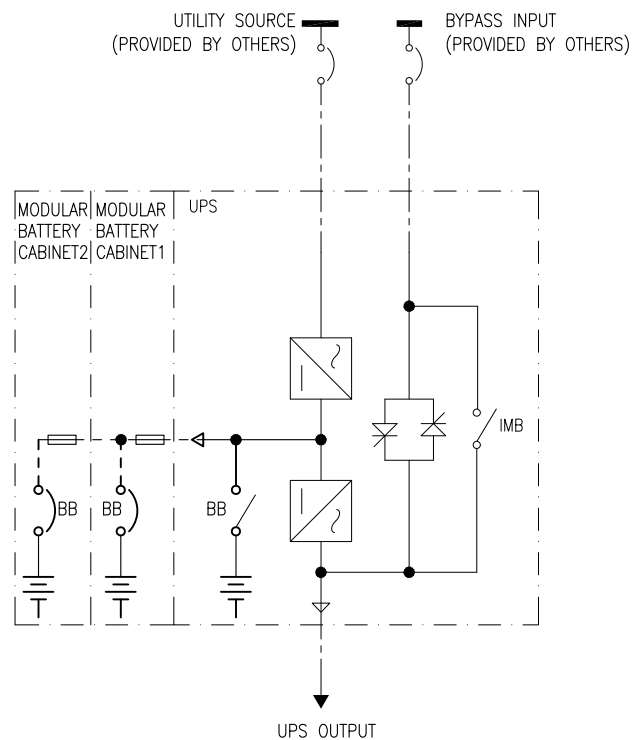 UTILITY SOURCE
(PROVIDED BY OTHERS)
BYPASS INPUT
(PROVIDED BY OTHERS)
MODULAR
BATTERY
CABINET2
MODULAR
BATTERY
CABINET1
UPS
IMB
BB
BB
BB
UPS OUTPUT